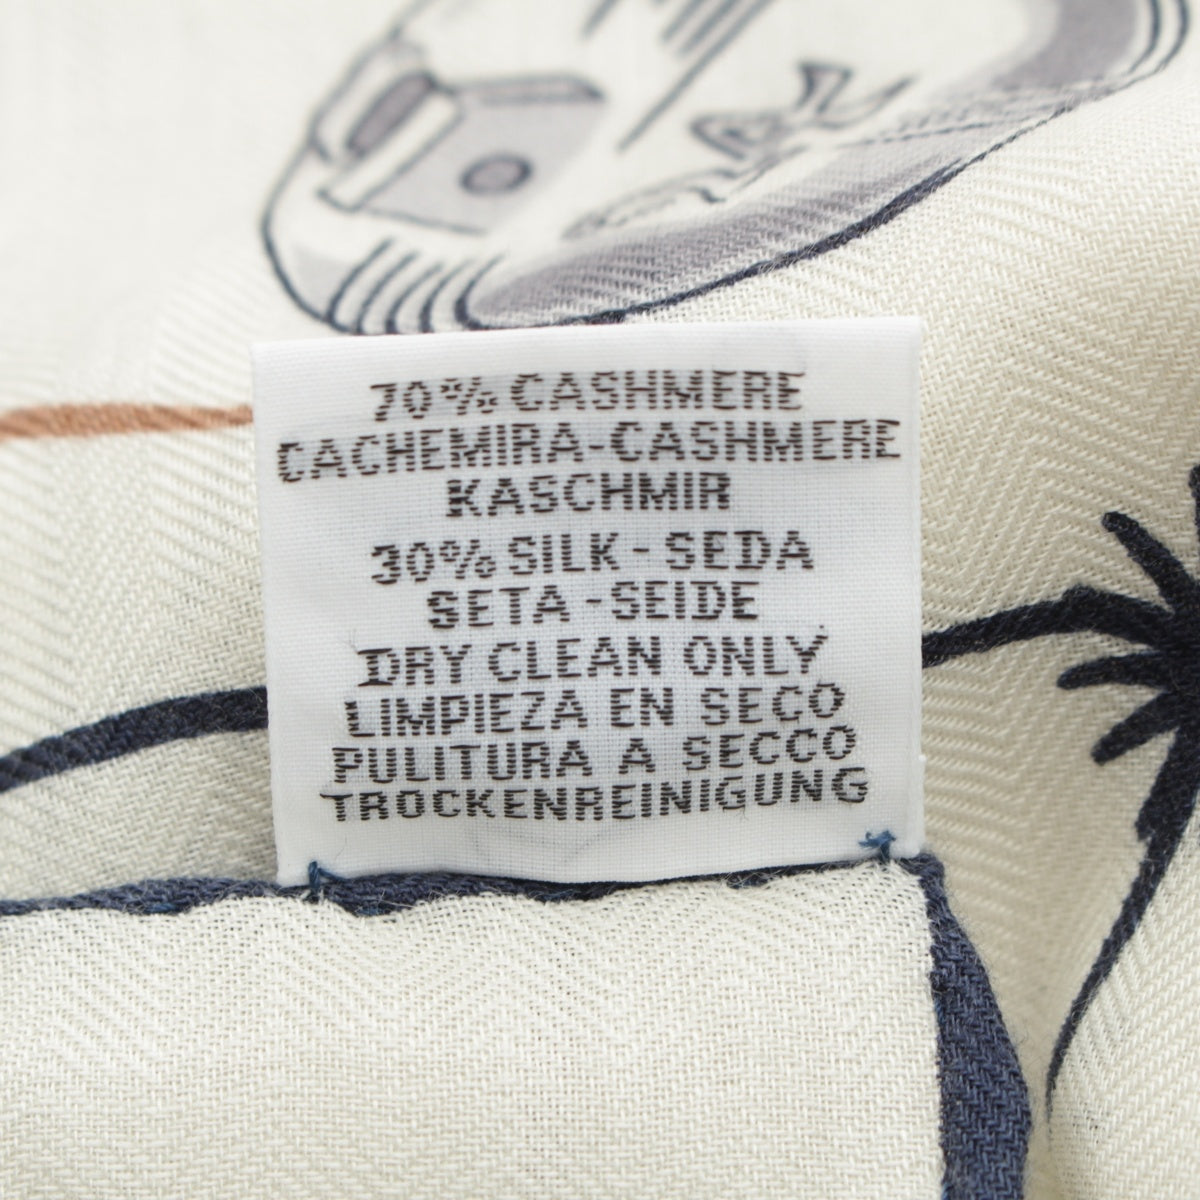 70% CASHMERE
CACHEMIRA-CASHMERE
KASCHMIR
30% SILK - SEDA
SETA - SEIDE
DRY CLEAN ONLY
LIMPIEZA EN SECO
PULITURA A SECCO
TROCKENREINIGUNG